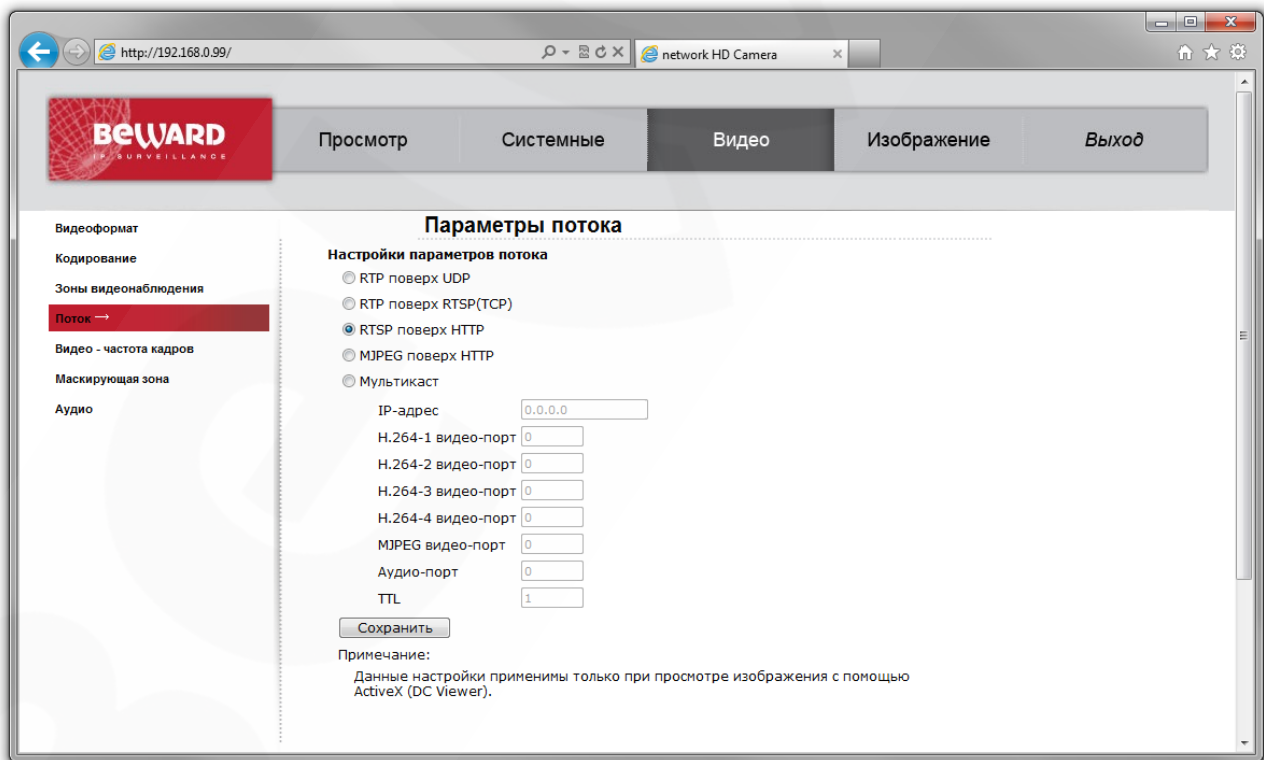 http://192.168.0.99/
network HD Camera
BEWARD
IP SURVEILLANCE
Просмотр
Системные
Видео
Изображение
Выход
Видеоформат
Кодирование
Зоны видеонаблюдения
Поток →
Видео - частота кадров
Маскирующая зона
Аудио
Параметры потока
Настройки параметров потока
RTP поверх UDP
RTP поверх RTSP(TCP)
RTSP поверх HTTP
MJPEG поверх HTTP
Мультикаст
IP-адрес 0.0.0.0
H.264-1 видео-порт 0
H.264-2 видео-порт 0
H.264-3 видео-порт 0
H.264-4 видео-порт 0
MJPEG видео-порт 0
Аудио-порт 0
TTL 1
Сохранить
Примечание:
Данные настройки применимы только при просмотре изображения с помощью
ActiveX (DC Viewer).